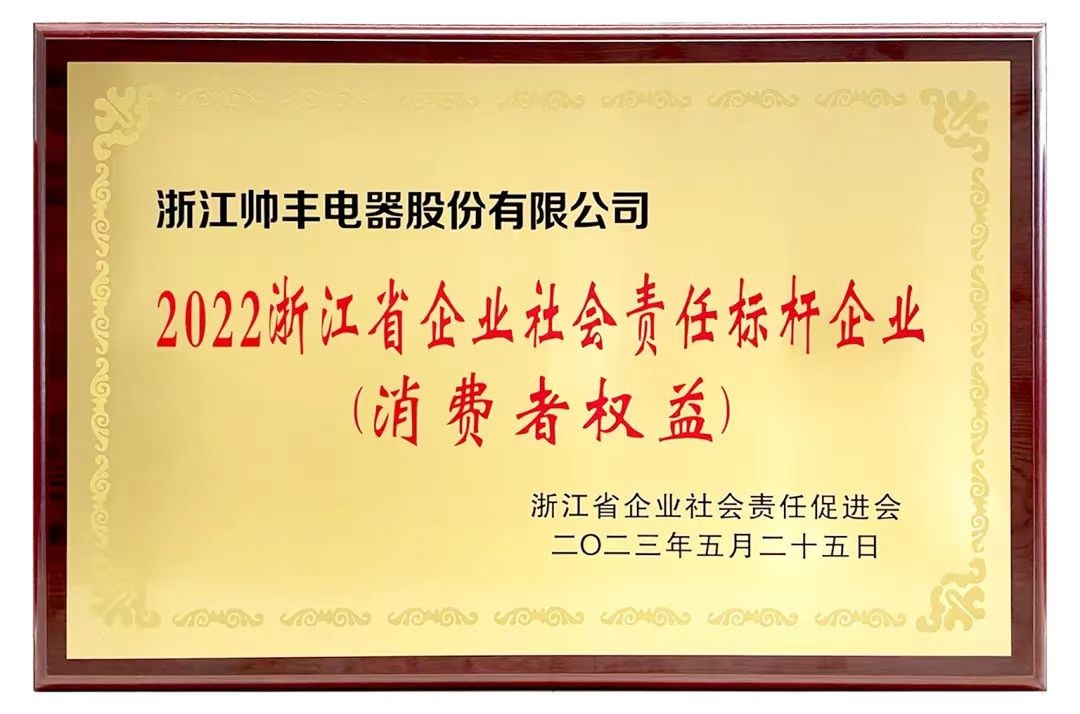 浙江帅丰电器股份有限公司
2022浙江省企业社会责任标杆企业
(消费者权益)
浙江省企业社会责任促进会
二〇二三年五月二十五日